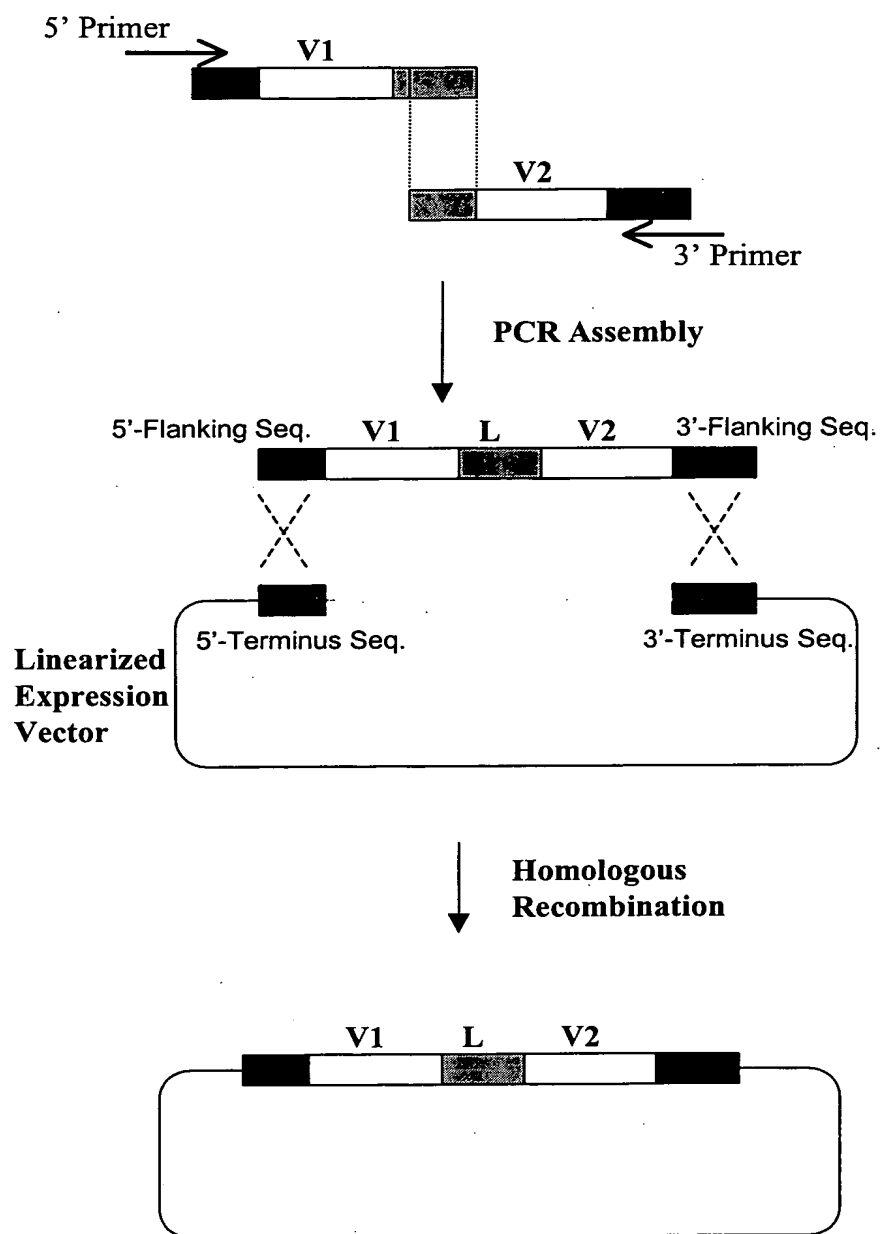 5’ Primer
V1
V2
3’ Primer
PCR Assembly
5’-Flanking Seq. V1 L V2 3’-Flanking Seq.
5’-Terminus Seq. 3’-Terminus Seq.
Linearized
Expression
Vector
Homologous
Recombination
V1 L V2